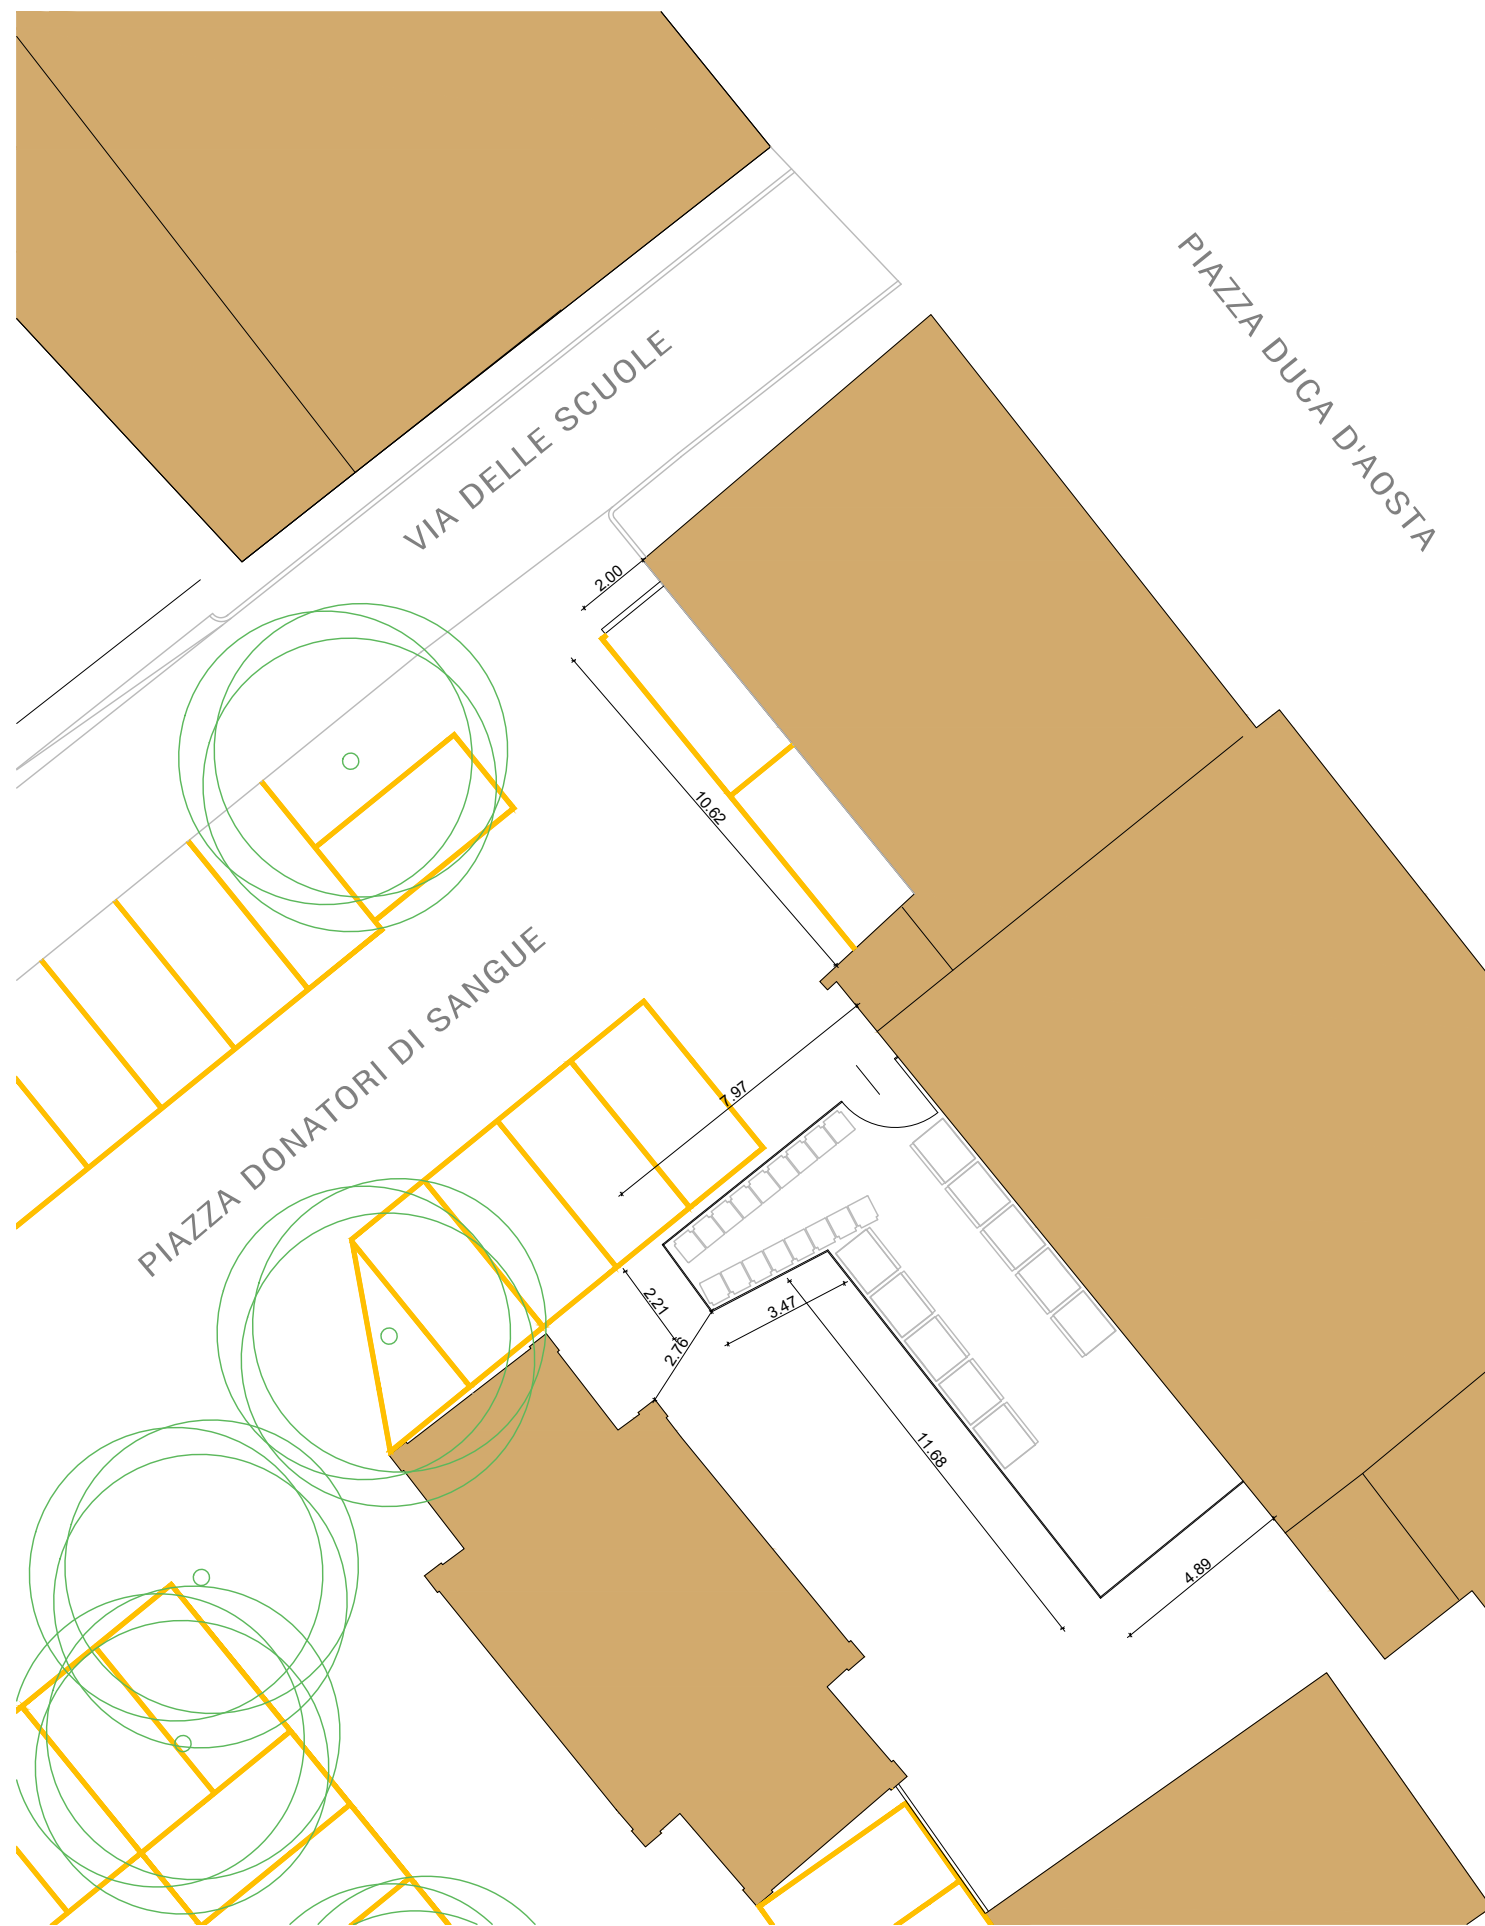 PIAZZA DUCA D'AOSTA
VIA DELLE SCUOLE
2.00
10.62
PIAZZA DONATORI DI SANGUE
7.97
2.21
3.47
2.76
11.68
4.89